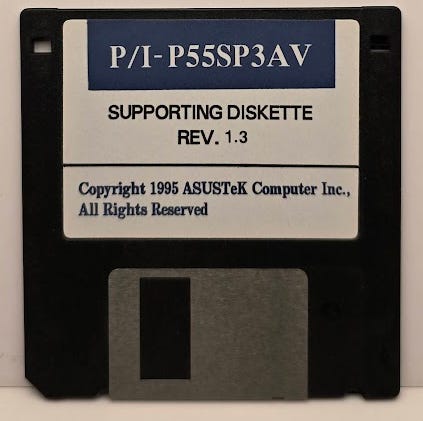 P/I-P55SP3AV
SUPPORTING DISKETTE
REV. 1.3
Copyright 1995 ASUSTeK Computer Inc.,
All Rights Reserved